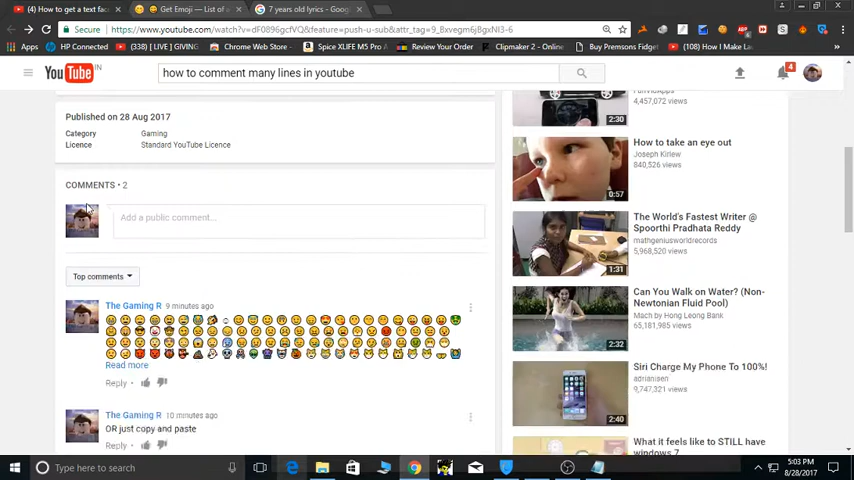 How to get a text face
Get Emoji — List of
7 years old lyrics - Goog
Secure
https://www.youtube.com/watch?v=dF0896gcfVQ&feature=push-u-sub&attr_tag=9_8xvegm6jBgxNI3-6
Apps
HP Connected
(338) [ LIVE ] GIVING
Chrome Web Store -
Spice XLIFE M5 Pro A
Review Your Order
Clipmaker 2 - Online
Buy Premsons Hybrid
(108) How I Make La
YouTube IN
how to comment many lines in youtube
4
Published on 28 Aug 2017
Category Gaming
Licence Standard YouTube Licence
COMMENTS • 2
Add a public comment...
Top comments
The Gaming R 9 minutes ago
Read more
Reply
The Gaming R 10 minutes ago
OR just copy and paste
Reply
4,457,072 views
2:30
How to take an eye out
Joseph Kirlew
840,526 views
0:57
The World's Fastest Writer @
Spoorthi Pradhata Reddy
mathgeniusworldrecords
5,968,520 views
1:31
Can You Walk on Water? (Non-
Newtonian Fluid Pool)
Mach by Hong Leong Bank
65,181,985 views
2:32
Siri Charge My Phone To 100%!
adrianisen
9,747,321 views
2:40
What it feels like to STILL have
windows 7
Type here to search
5:03 PM
8/28/2017